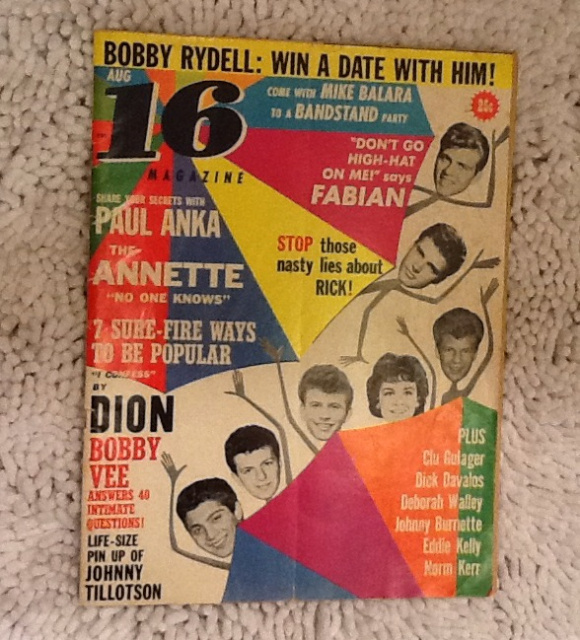 BOBBY RYDELL: WIN A DATE WITH HIM!
AUG
16
MAGAZINE
COME WITH MIKE BALARA
TO A BANDSTAND PARTY
25¢
"DON'T GO
HIGH-HAT
ON ME!" says
FABIAN
SHARE YOUR SECRETS WITH
PAUL ANKA
THE
ANNETTE
"NO ONE KNOWS"
STOP those
nasty lies about
RICK!
7 SURE-FIRE WAYS
TO BE POPULAR
"I CONFESS"
BY
DION
BOBBY
VEE
ANSWERS 40
INTIMATE
QUESTIONS!
LIFE-SIZE
PIN UP OF
JOHNNY
TILLOTSON
PLUS
Clu Gulager
Dick Davalos
Deborah Walley
Johnny Burnette
Eddie Kelly
Norm Kerr